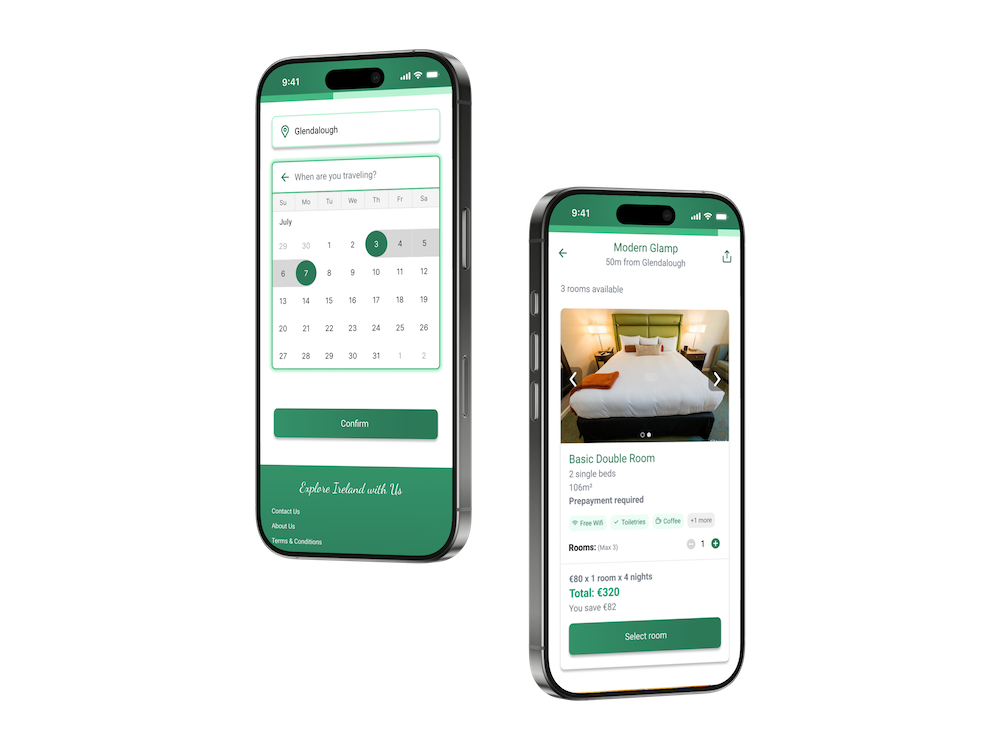 9:41
Glendalough
When are you traveling?
Su Mo Tu We Th Fr Sa
July
29 30 1 2 3 4 5
6 7 8 9 10 11 12
13 14 15 16 17 18 19
20 21 22 23 24 25 26
27 28 29 30 31 1 2
Confirm
Explore Ireland with Us
Contact Us
About Us
Terms & Conditions
9:41
Modern Glamp
50m from Glendalough
3 rooms available
Basic Double Room
2 single beds
106m²
Prepayment required
Free Wifi Toiletries Coffee +1 more
Rooms: (Max 3) 1
€80 x 1 room x 4 nights
Total: €320
You save €82
Select room